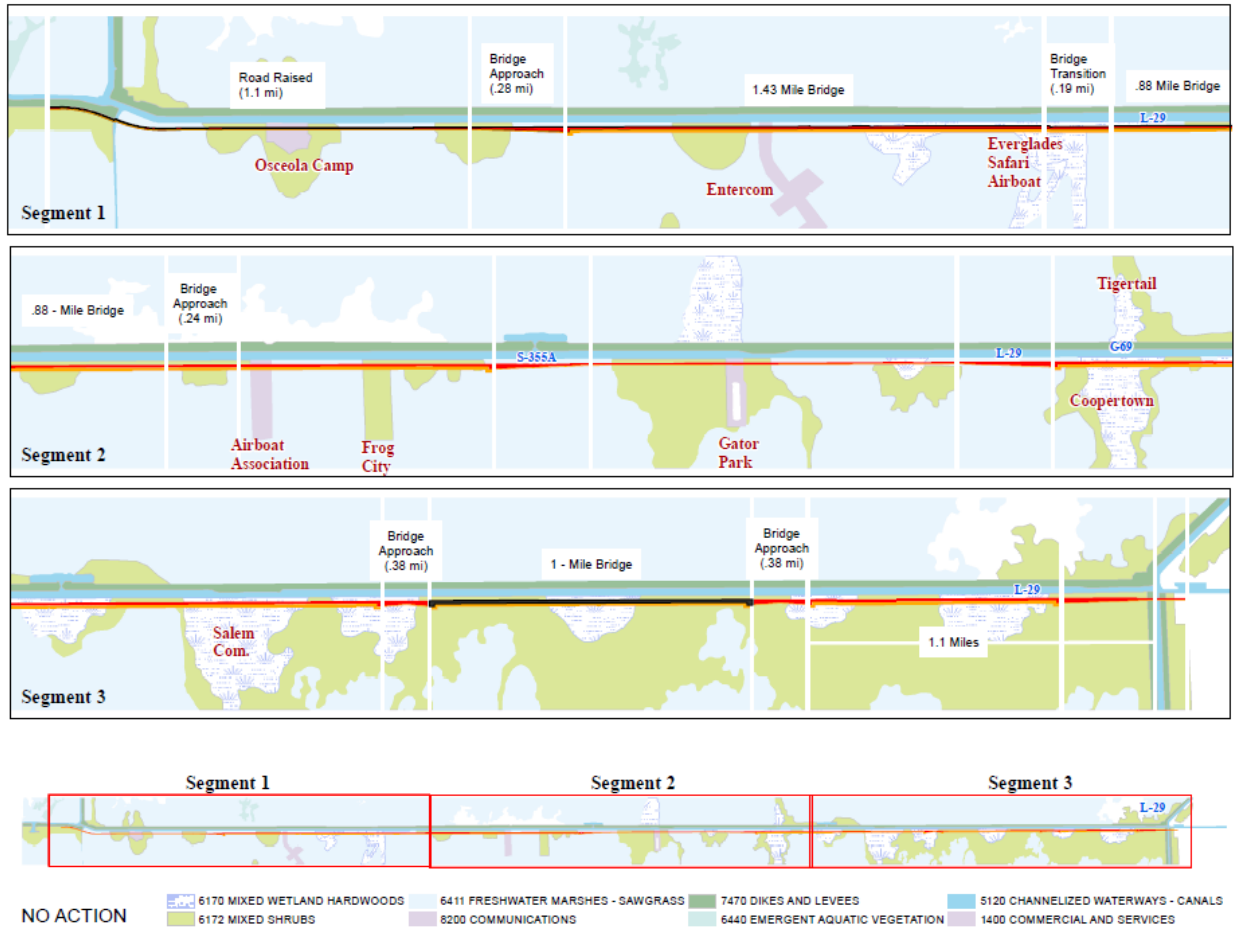 Road Raised
(1.1 mi)
Bridge
Approach
(.28 mi)
1.43 Mile Bridge
Bridge
Transition
(.19 mi)
.88 Mile Bridge
L-29
Osceola Camp
Entercom
Everglades
Safari
Airboat
Segment 1
.88 - Mile Bridge
Bridge
Approach
(.24 mi)
S-355A
L-29
Tigertail
G-69
Coopertown
Airboat
Association
Frog
City
Gator
Park
Segment 2
Bridge
Approach
(.38 mi)
1 - Mile Bridge
Bridge
Approach
(.38 mi)
L-29
Salem
Com.
1.1 Miles
Segment 3
Segment 1
Segment 2
Segment 3
L-29
NO ACTION
6170 MIXED WETLAND HARDWOODS
6411 FRESHWATER MARSHES - SAWGRASS
7470 DIKES AND LEVEES
5120 CHANNELIZED WATERWAYS - CANALS
6172 MIXED SHRUBS
8200 COMMUNICATIONS
6440 EMERGENT AQUATIC VEGETATION
1400 COMMERCIAL AND SERVICES